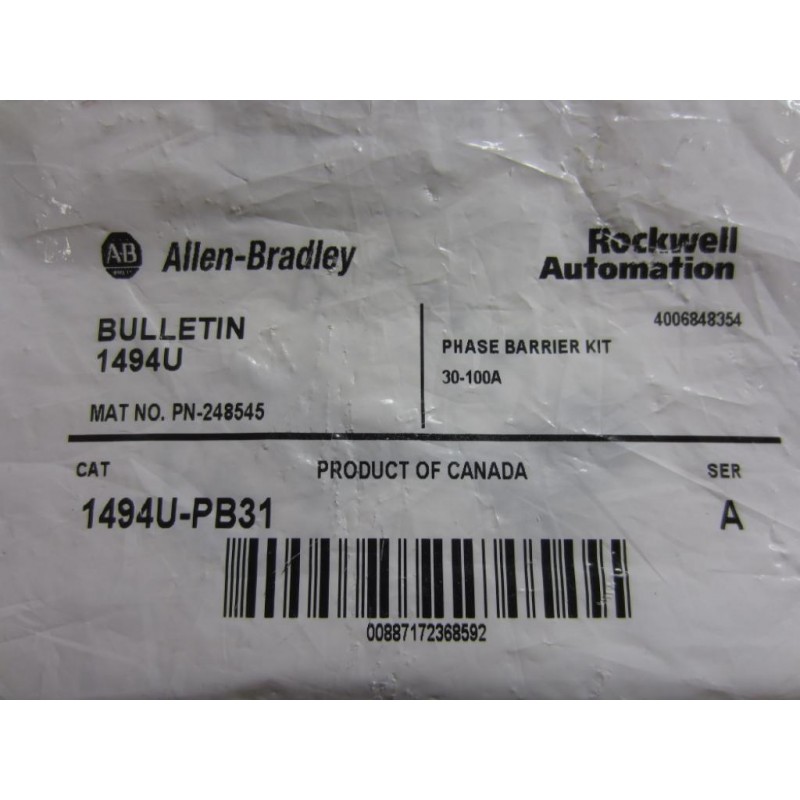 AB
Allen-Bradley
Rockwell
Automation
BULLETIN
1494U
MAT NO. PN-248545
4006848354
PHASE BARRIER KIT
30-100A
CAT
PRODUCT OF CANADA
SER
1494U-PB31
A
00887172368592